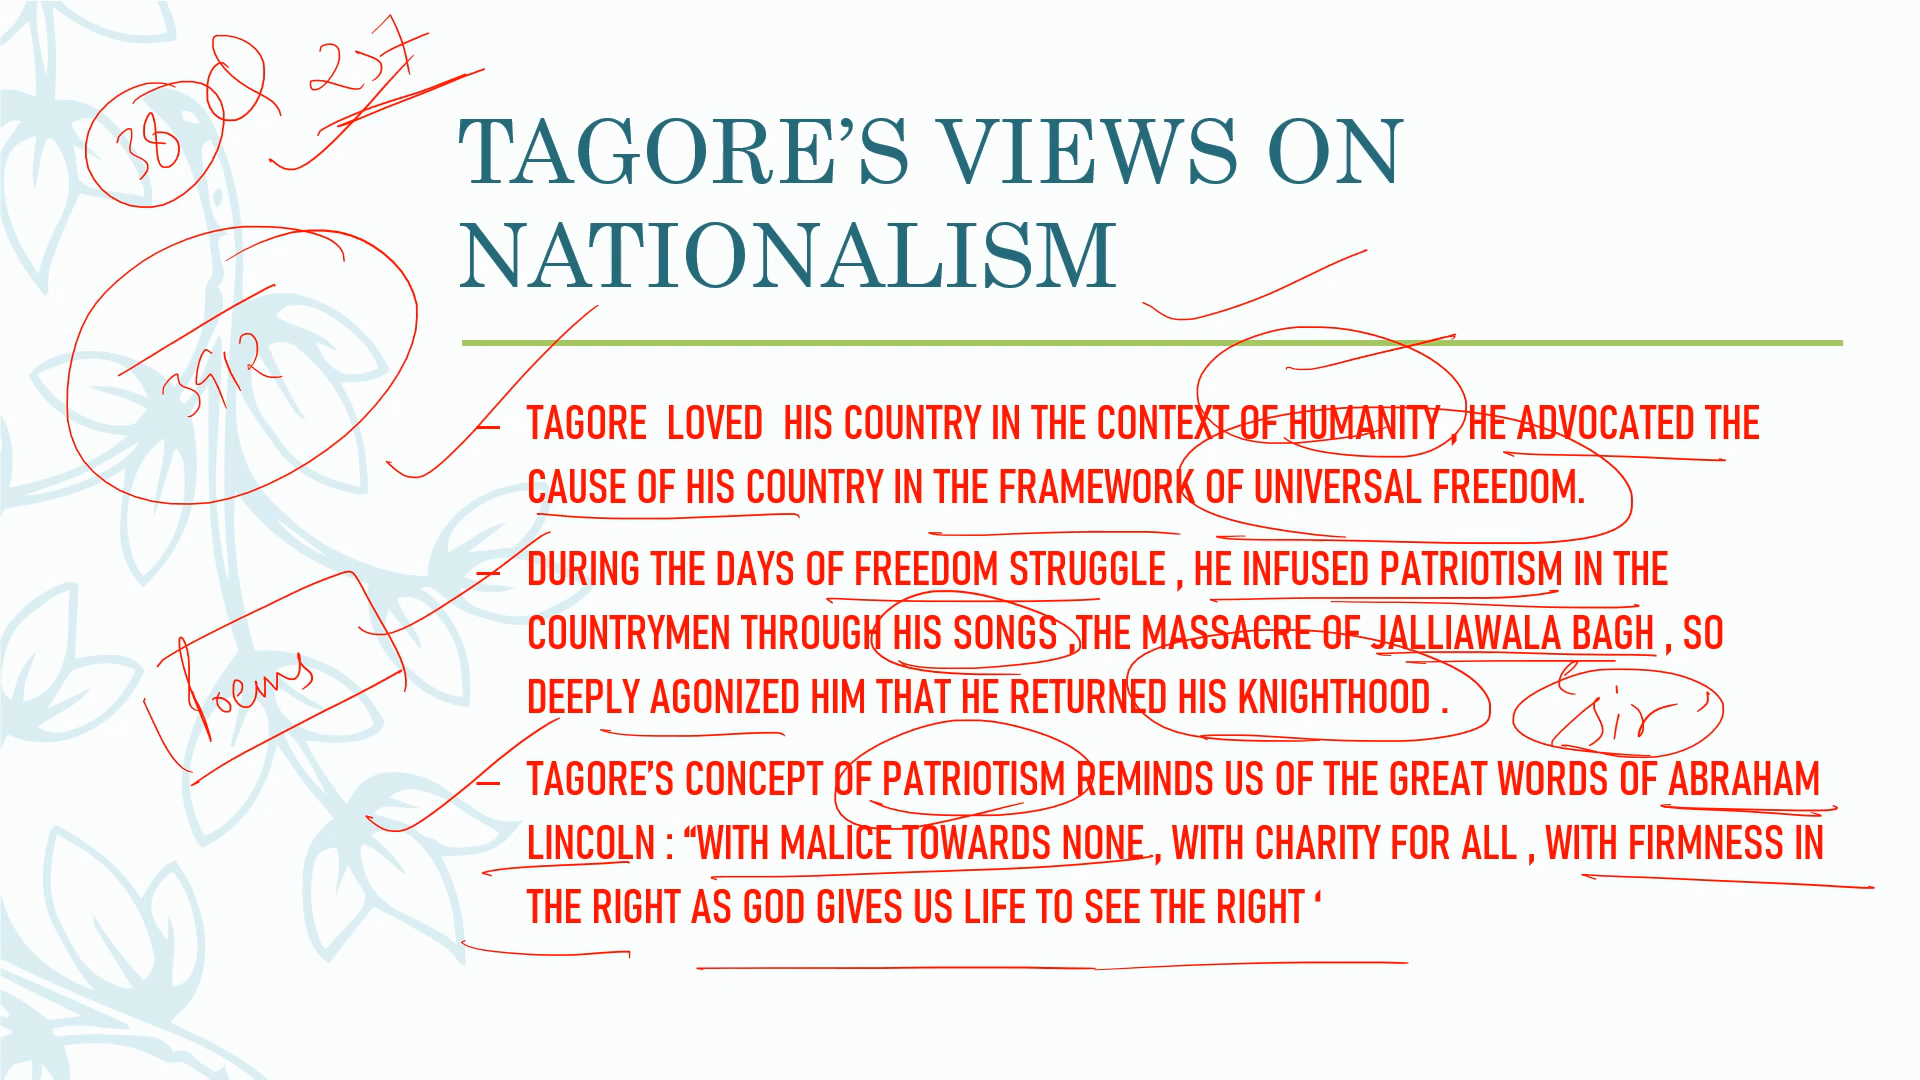 38
257
TAGORE’S VIEWS ON
NATIONALISM
3912
– TAGORE LOVED HIS COUNTRY IN THE CONTEXT OF HUMANITY , HE ADVOCATED THE
CAUSE OF HIS COUNTRY IN THE FRAMEWORK OF UNIVERSAL FREEDOM.
– DURING THE DAYS OF FREEDOM STRUGGLE , HE INFUSED PATRIOTISM IN THE
COUNTRYMEN THROUGH HIS SONGS ,THE MASSACRE OF JALLIAWALA BAGH , SO
DEEPLY AGONIZED HIM THAT HE RETURNED HIS KNIGHTHOOD .
‘Sir’
Poems
– TAGORE’S CONCEPT OF PATRIOTISM REMINDS US OF THE GREAT WORDS OF ABRAHAM
LINCOLN : “WITH MALICE TOWARDS NONE , WITH CHARITY FOR ALL , WITH FIRMNESS IN
THE RIGHT AS GOD GIVES US LIFE TO SEE THE RIGHT ‘